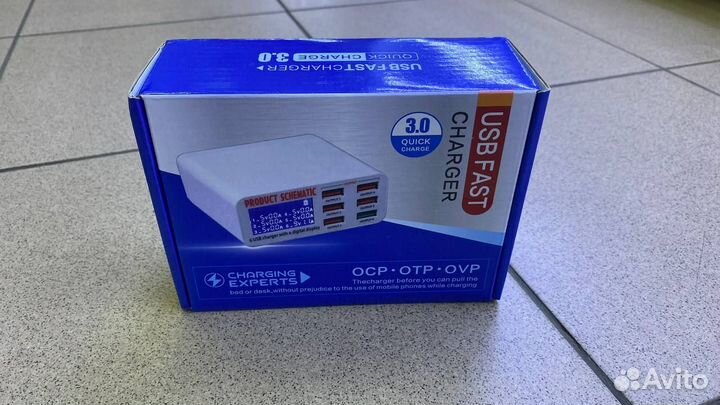 USB FAST CHARGER
QUICK CHARGE 3.0
3.0
QUICK
CHARGE
USB FAST
CHARGER
PRODUCT SCHEMATIC
6 USB charger with a digital display
CHARGING
EXPERTS
OCP · OTP · OVP
Thecharger before you can pull the
bed or desk,without prejudice to the use of mobile phones while charging
Avito